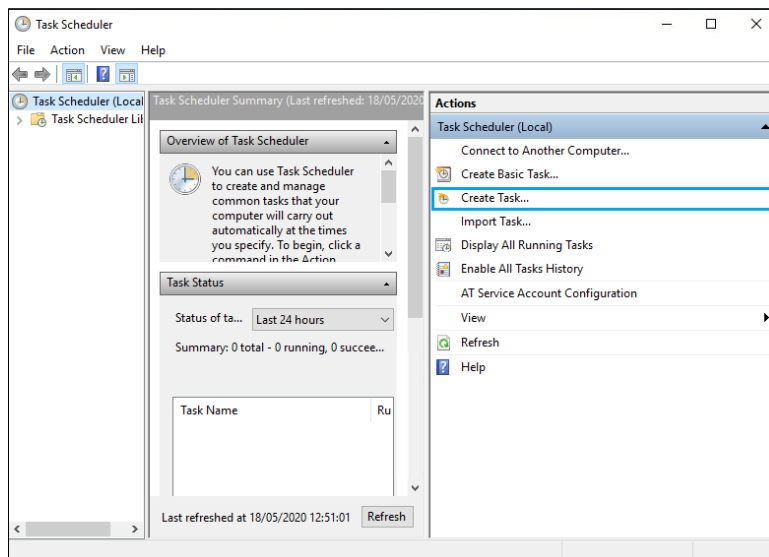 Task Scheduler
File Action View Help
Task Scheduler (Local
Task Scheduler Lil
Task Scheduler Summary (Last refreshed: 18/05/2020
Overview of Task Scheduler
You can use Task Scheduler
to create and manage
common tasks that your
computer will carry out
automatically at the times
you specify. To begin, click a
command in the Action
Task Status
Status of ta... Last 24 hours
Summary: 0 total - 0 running, 0 succee...
Task Name Ru
Last refreshed at 18/05/2020 12:51:01 Refresh
Actions
Task Scheduler (Local)
Connect to Another Computer...
Create Basic Task...
Create Task...
Import Task...
Display All Running Tasks
Enable All Tasks History
AT Service Account Configuration
View
Refresh
Help